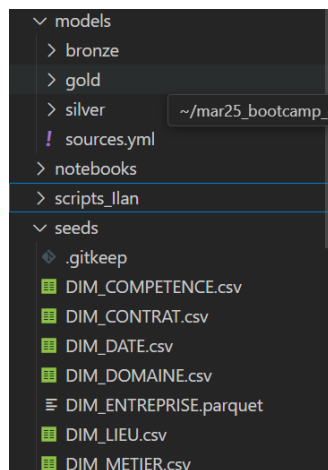 models
bronze
gold
silver
~/mar25_bootcamp_
! sources.yml
notebooks
scripts_Ilan
seeds
.gitkeep
DIM_COMPETENCE.csv
DIM_CONTRAT.csv
DIM_DATE.csv
DIM_DOMAINE.csv
DIM_ENTREPRISE.parquet
DIM_LIEU.csv
DIM_METIER.csv